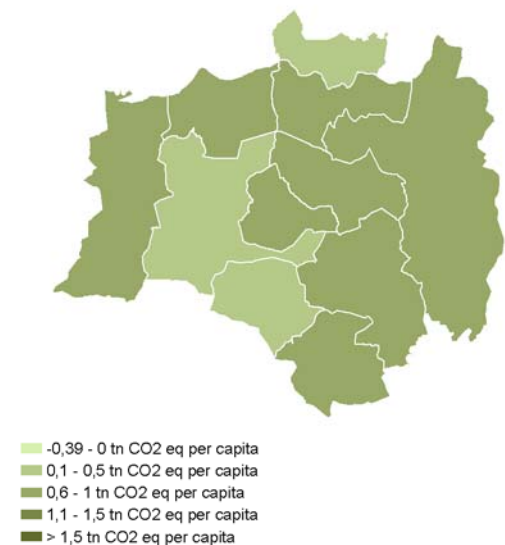 -0,39 - 0 tn CO2 eq per capita
0,1 - 0,5 tn CO2 eq per capita
0,6 - 1 tn CO2 eq per capita
1,1 - 1,5 tn CO2 eq per capita
> 1,5 tn CO2 eq per capita